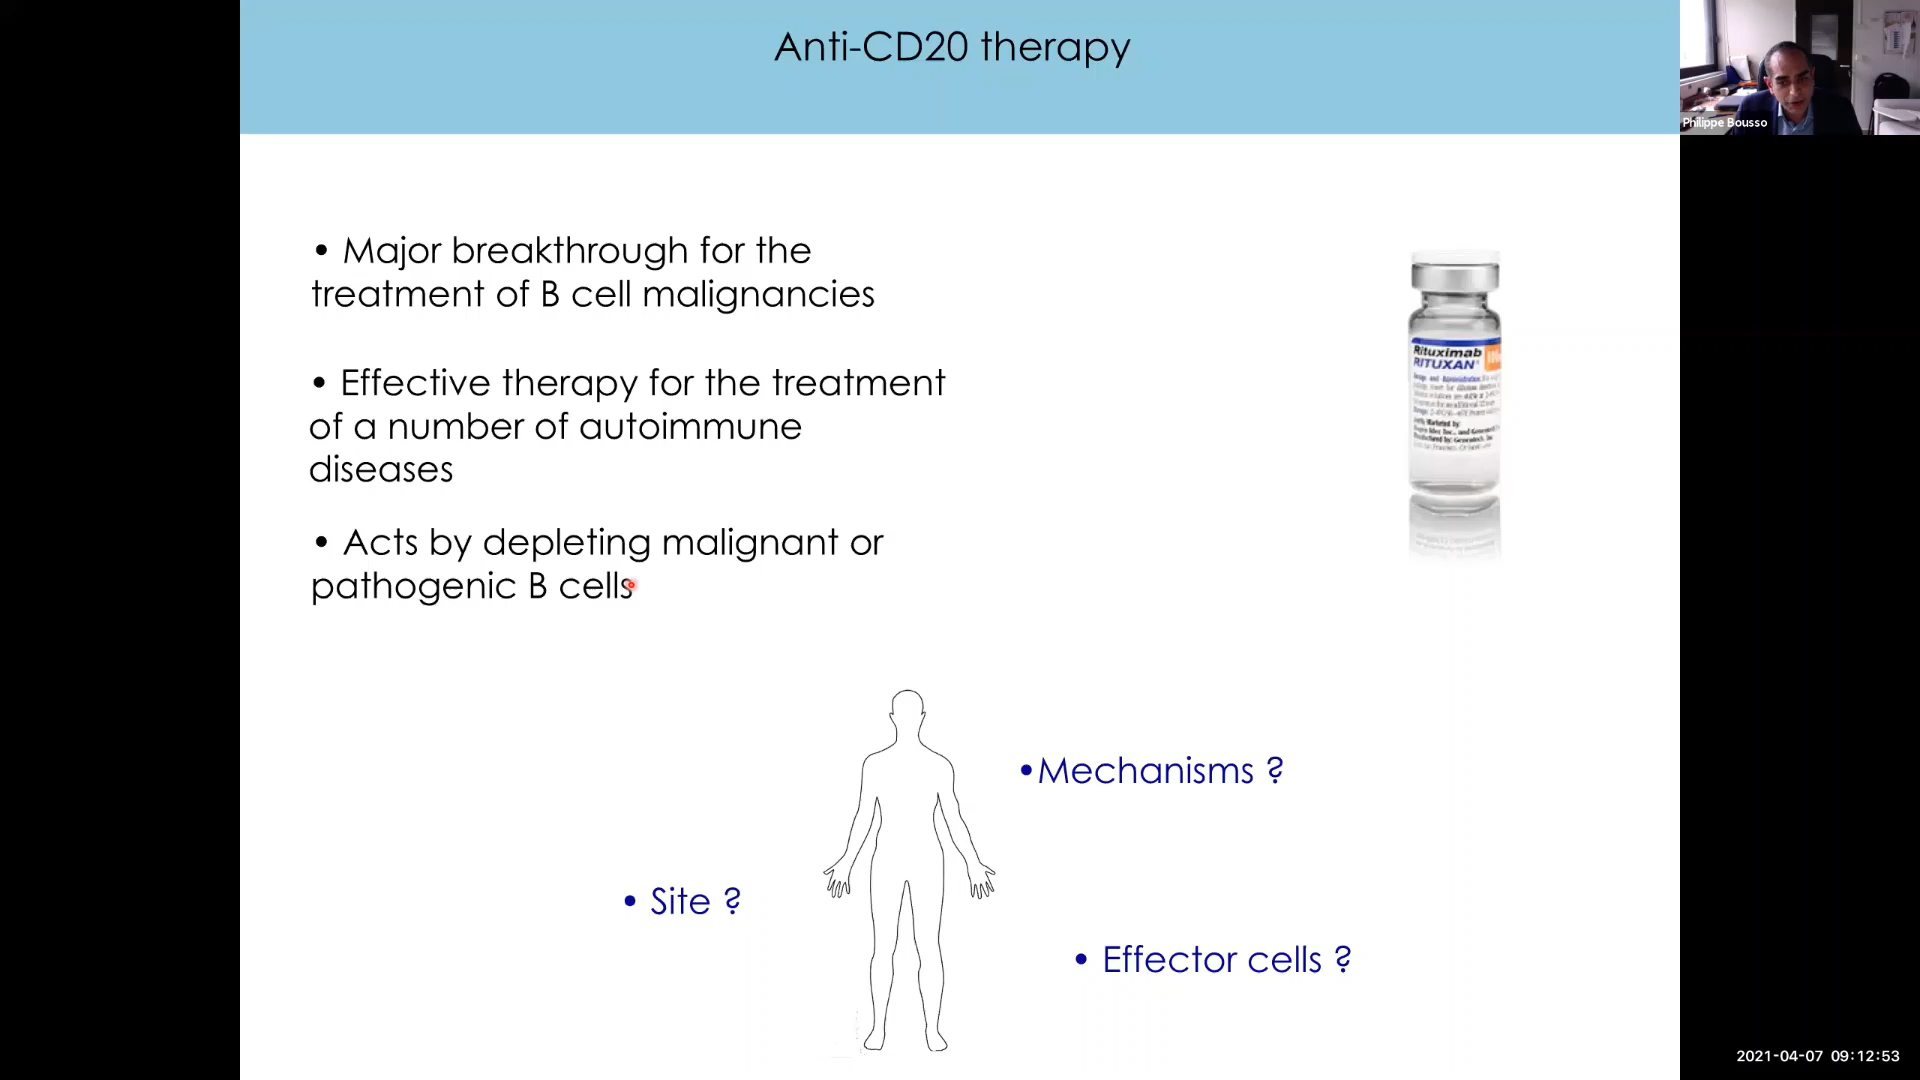 Anti-CD20 therapy
Philippe Bousso
• Major breakthrough for the
treatment of B cell malignancies
• Effective therapy for the treatment
of a number of autoimmune
diseases
• Acts by depleting malignant or
pathogenic B cells
Rituximab
RITUXAN
•Mechanisms ?
• Site ?
• Effector cells ?
2021-04-07 09:12:53